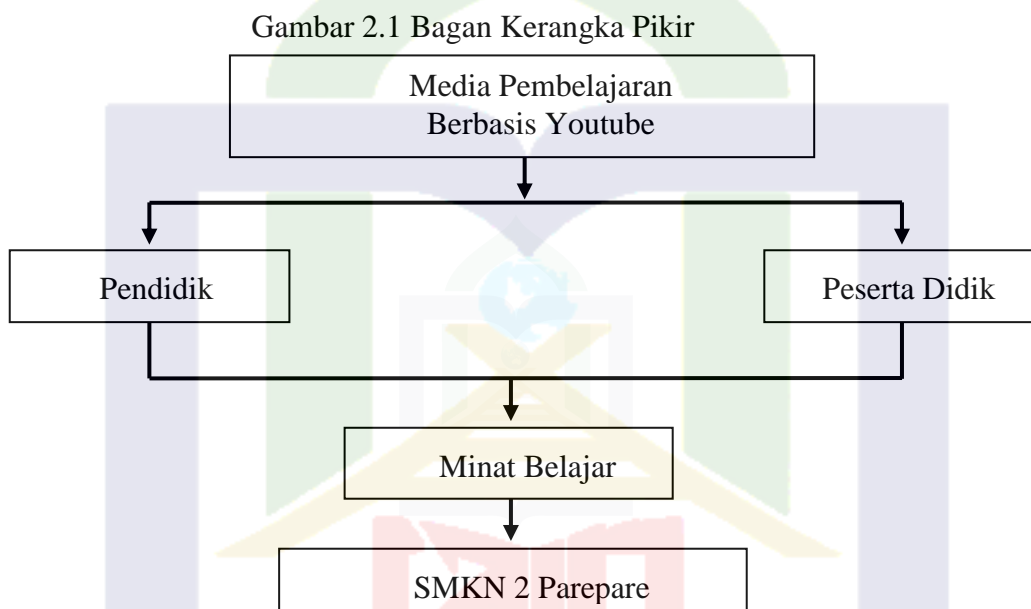 Gambar 2.1 Bagan Kerangka Pikir
Media Pembelajaran
Berbasis Youtube
Pendidik
Peserta Didik
Minat Belajar
SMKN 2 Parepare